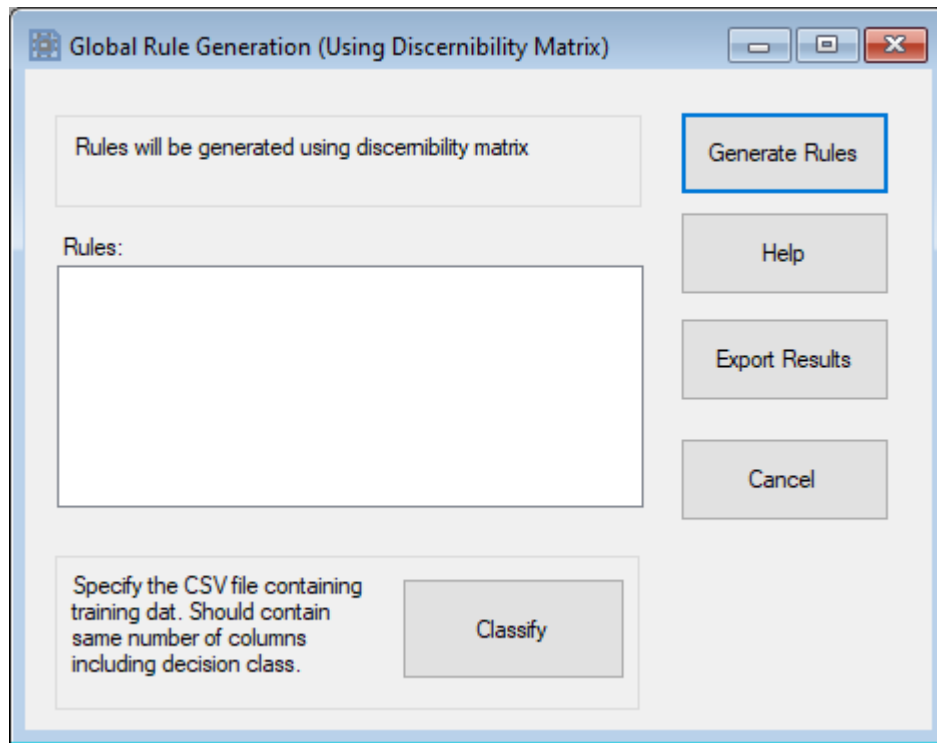 Global Rule Generation (Using Discernibility Matrix)
Rules will be generated using discernibility matrix
Generate Rules
Rules:
Help
Export Results
Cancel
Specify the CSV file containing
training dat. Should contain
same number of columns
including decision class.
Classify